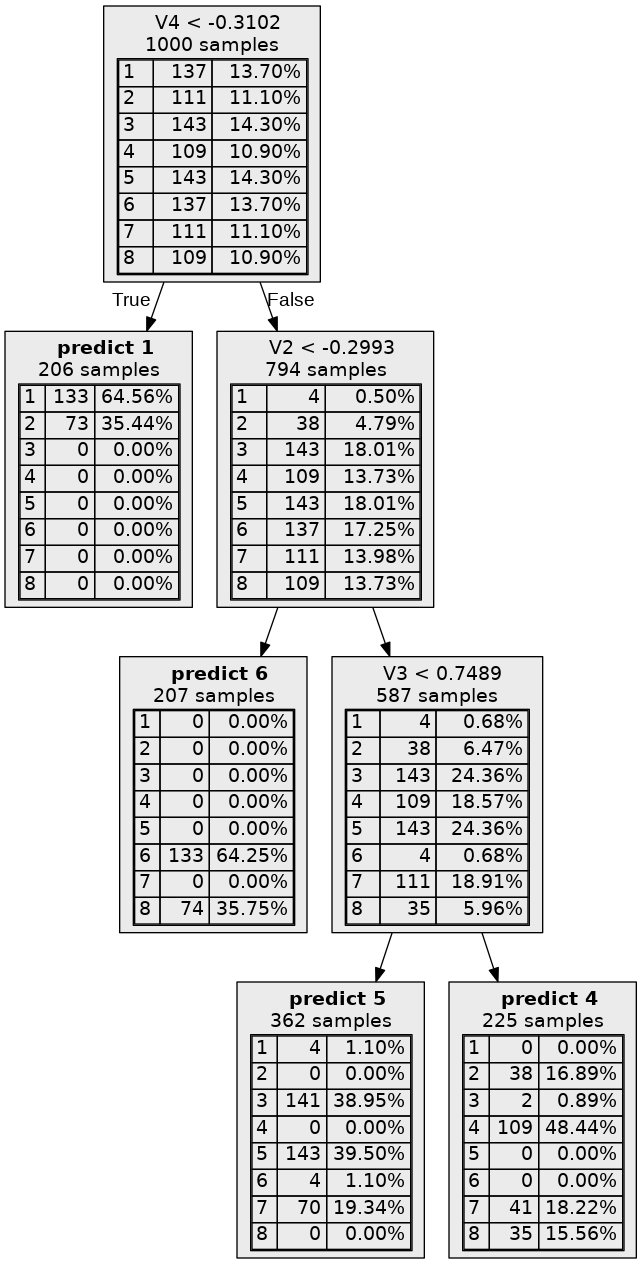 V4 < -0.3102
1000 samples
1 137 13.70%
2 111 11.10%
3 143 14.30%
4 109 10.90%
5 143 14.30%
6 137 13.70%
7 111 11.10%
8 109 10.90%
True
False
predict 1
206 samples
1 133 64.56%
2 73 35.44%
3 0 0.00%
4 0 0.00%
5 0 0.00%
6 0 0.00%
7 0 0.00%
8 0 0.00%
V2 < -0.2993
794 samples
1 4 0.50%
2 38 4.79%
3 143 18.01%
4 109 13.73%
5 143 18.01%
6 137 17.25%
7 111 13.98%
8 109 13.73%
predict 6
207 samples
1 0 0.00%
2 0 0.00%
3 0 0.00%
4 0 0.00%
5 0 0.00%
6 133 64.25%
7 0 0.00%
8 74 35.75%
V3 < 0.7489
587 samples
1 4 0.68%
2 38 6.47%
3 143 24.36%
4 109 18.57%
5 143 24.36%
6 4 0.68%
7 111 18.91%
8 35 5.96%
predict 5
362 samples
1 4 1.10%
2 0 0.00%
3 141 38.95%
4 0 0.00%
5 143 39.50%
6 4 1.10%
7 70 19.34%
8 0 0.00%
predict 4
225 samples
1 0 0.00%
2 38 16.89%
3 2 0.89%
4 109 48.44%
5 0 0.00%
6 0 0.00%
7 41 18.22%
8 35 15.56%